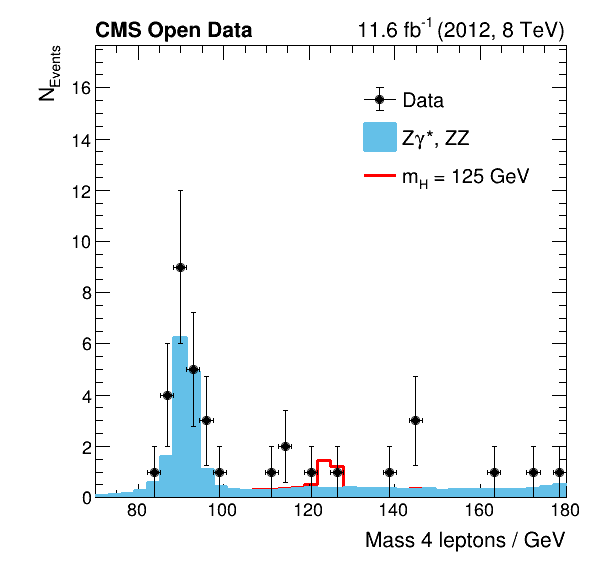 CMS Open Data 11.6 fb⁻¹ (2012, 8 TeV)
N_Events
16
14
12
10
8
6
4
2
0
Data
Zγ*, ZZ
m_H = 125 GeV
80 100 120 140 160 180
Mass 4 leptons / GeV